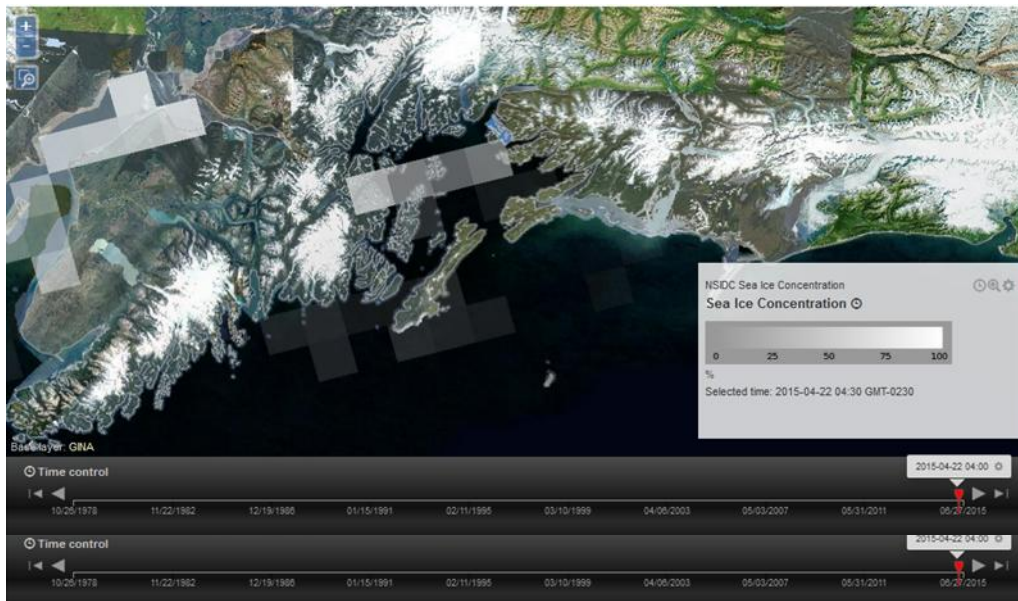 +
-
NSIDC Sea Ice Concentration
Sea Ice Concentration
0 25 50 75 100
%
Selected time: 2015-04-22 04:30 GMT-0230
Base layer: GINA
Time control
2015-04-22 04:00
10/26/1978 11/22/1982 12/19/1986 01/15/1991 02/11/1995 03/10/1999 04/06/2003 05/03/2007 05/31/2011 06/27/2015
Time control
2015-04-22 04:00
10/26/1978 11/22/1982 12/19/1986 01/15/1991 02/11/1995 03/10/1999 04/06/2003 05/03/2007 05/31/2011 06/27/2015